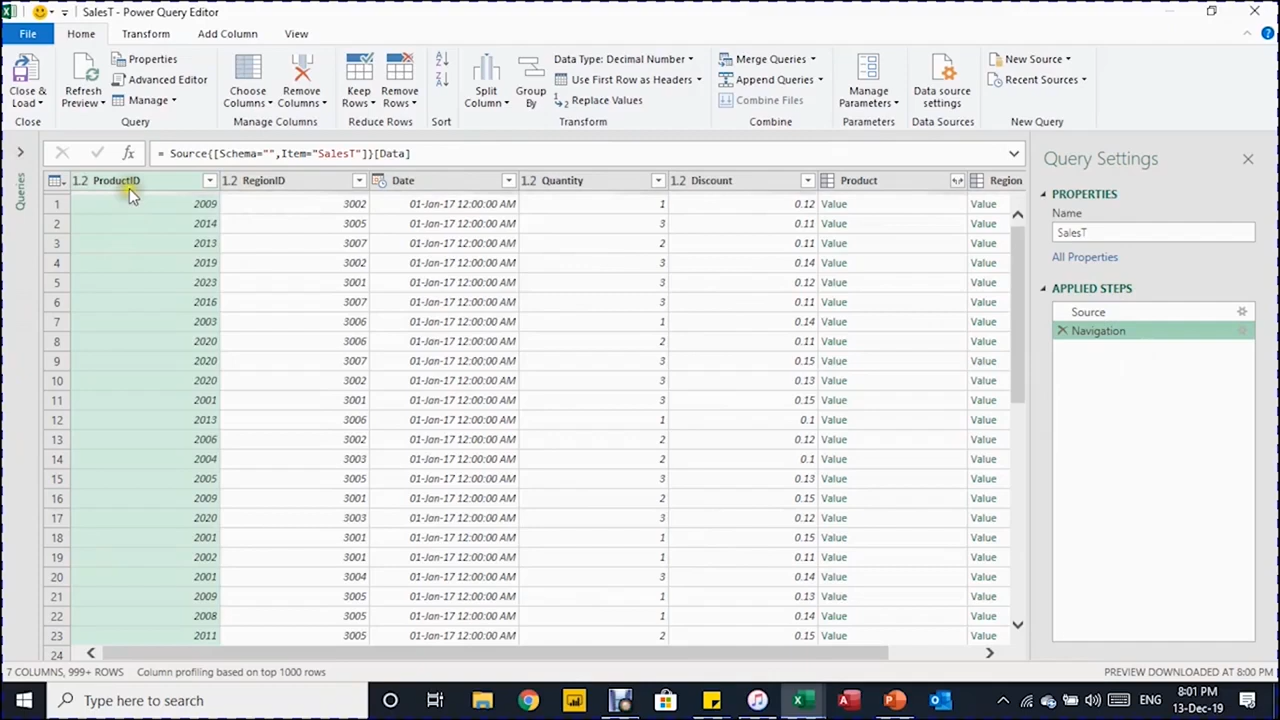 SalesT - Power Query Editor
File Home Transform Add Column View
Close & Load
Close
Refresh Preview
Properties
Advanced Editor
Manage
Query
Choose Columns
Remove Columns
Manage Columns
Keep Rows
Remove Rows
Reduce Rows
Sort
Split Column
Group By
Data Type: Decimal Number
Use First Row as Headers
Replace Values
Transform
Merge Queries
Append Queries
Combine Files
Combine
Manage Parameters
Parameters
Data source settings
Data Sources
New Source
Recent Sources
New Query
Queries
fx = Source{[Schema="",Item="SalesT"]}[Data]
1.2 ProductID 1.2 RegionID Date 1.2 Quantity 1.2 Discount Product Region
1 2009 3002 01-Jan-17 12:00:00 AM 1 0.12 Value Value
2 2014 3005 01-Jan-17 12:00:00 AM 3 0.11 Value Value
3 2013 3007 01-Jan-17 12:00:00 AM 2 0.11 Value Value
4 2019 3002 01-Jan-17 12:00:00 AM 3 0.14 Value Value
5 2023 3001 01-Jan-17 12:00:00 AM 3 0.12 Value Value
6 2016 3007 01-Jan-17 12:00:00 AM 3 0.11 Value Value
7 2003 3006 01-Jan-17 12:00:00 AM 1 0.14 Value Value
8 2020 3006 01-Jan-17 12:00:00 AM 2 0.11 Value Value
9 2020 3007 01-Jan-17 12:00:00 AM 3 0.15 Value Value
10 2020 3002 01-Jan-17 12:00:00 AM 3 0.13 Value Value
11 2001 3001 01-Jan-17 12:00:00 AM 3 0.15 Value Value
12 2013 3006 01-Jan-17 12:00:00 AM 1 0.1 Value Value
13 2006 3002 01-Jan-17 12:00:00 AM 2 0.12 Value Value
14 2004 3003 01-Jan-17 12:00:00 AM 2 0.1 Value Value
15 2005 3005 01-Jan-17 12:00:00 AM 3 0.13 Value Value
16 2009 3001 01-Jan-17 12:00:00 AM 2 0.15 Value Value
17 2020 3003 01-Jan-17 12:00:00 AM 3 0.12 Value Value
18 2001 3001 01-Jan-17 12:00:00 AM 1 0.15 Value Value
19 2002 3001 01-Jan-17 12:00:00 AM 1 0.11 Value Value
20 2001 3004 01-Jan-17 12:00:00 AM 3 0.14 Value Value
21 2009 3005 01-Jan-17 12:00:00 AM 1 0.13 Value Value
22 2008 3005 01-Jan-17 12:00:00 AM 1 0.14 Value Value
23 2011 3005 01-Jan-17 12:00:00 AM 2 0.15 Value Value
24
Query Settings
PROPERTIES
Name
SalesT
All Properties
APPLIED STEPS
Source
Navigation
7 COLUMNS, 999+ ROWS Column profiling based on top 1000 rows PREVIEW DOWNLOADED AT 8:00 PM
Type here to search
ENG
8:01 PM
13-Dec-19